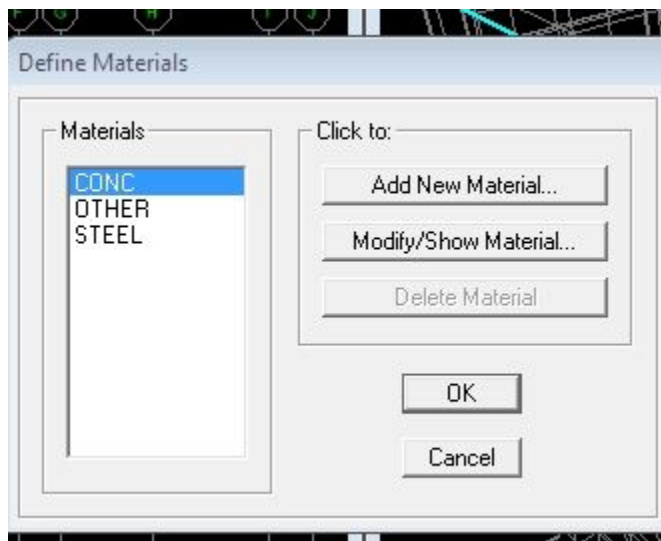 F G H I J
Define Materials
Materials
CONC
OTHER
STEEL
Click to:
Add New Material...
Modify/Show Material...
Delete Material
OK
Cancel